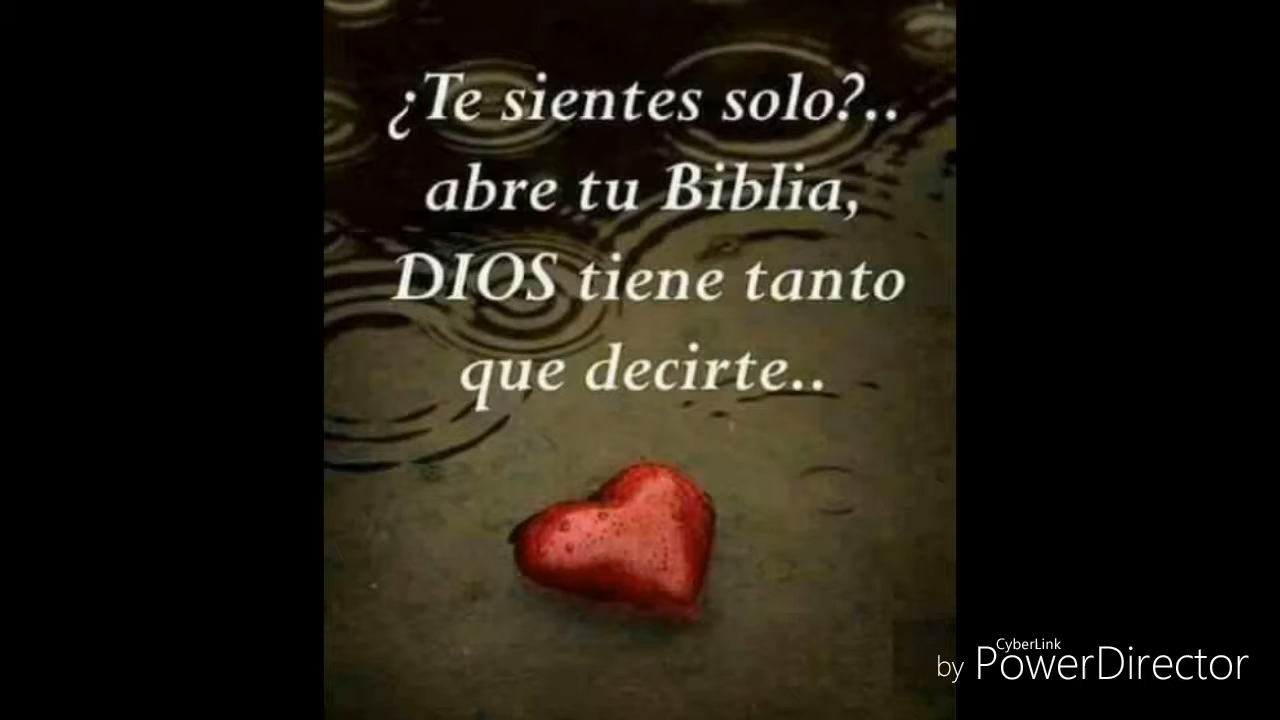 ¿Te sientes solo?..
abre tu Biblia,
DIOS tiene tanto
que decirte..
CyberLink
by PowerDirector